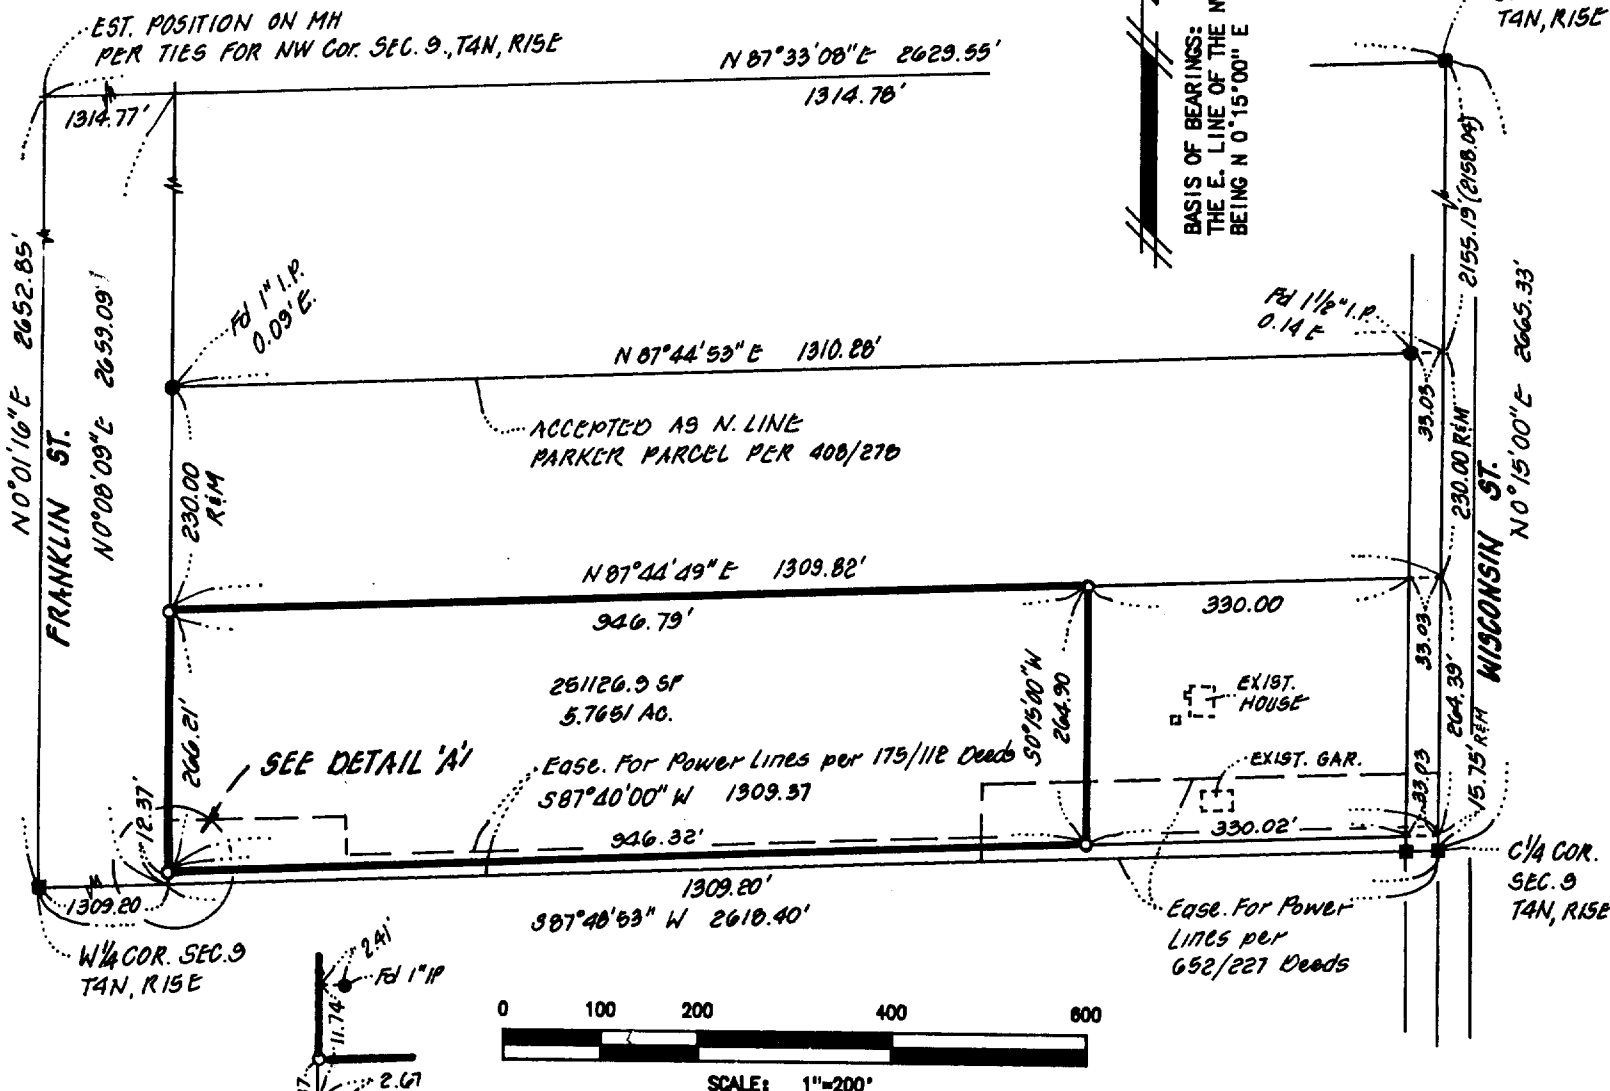 EST. POSITION ON MH
PER TIES FOR NW Cor. SEC. 9., T4N, R15E
T4N, R15E
N 87°33'08"E 2629.55'
1314.77'
1314.78'
BASIS OF BEARINGS:
THE E. LINE OF THE N
BEING N 0°15'00" E
2155.19' (2158.04)
N0°01'16"E 2652.85'
FRANKLIN ST.
N0°08'09"E 2659.09'
Fd 1" I.P.
0.09' E.
Fd 1 1/2" I.P.
0.14 E
N 87°44'53" E 1310.28'
ACCEPTED AS N. LINE
PARKER PARCEL PER 408/278
230.00
R&M
33.03
230.00 R&M
WISCONSIN ST.
N0°15'00"E 2665.33'
N 87°44'49" E 1309.82'
946.79'
330.00
33.03
264.39'
R&M
251126.9 SF
5.7651 AC.
S0°15'00"W
264.90
EXIST.
HOUSE
266.21'
SEE DETAIL 'A'
Ease. For Power Lines per 175/112 Deeds
S87°40'00" W 1309.37
EXIST. GAR.
12.37
946.32'
330.02'
33.03
15.75'
1309.20
1309.20'
S87°48'53" W 2618.40'
C 1/4 COR.
SEC. 9
T4N, R15E
W 1/4 COR. SEC. 9
T4N, R15E
Ease. For Power
Lines per
652/227 Deeds
2.41'
Fd 1" IP
11.74'
2.67
0 100 200 400 600
SCALE: 1"=200'